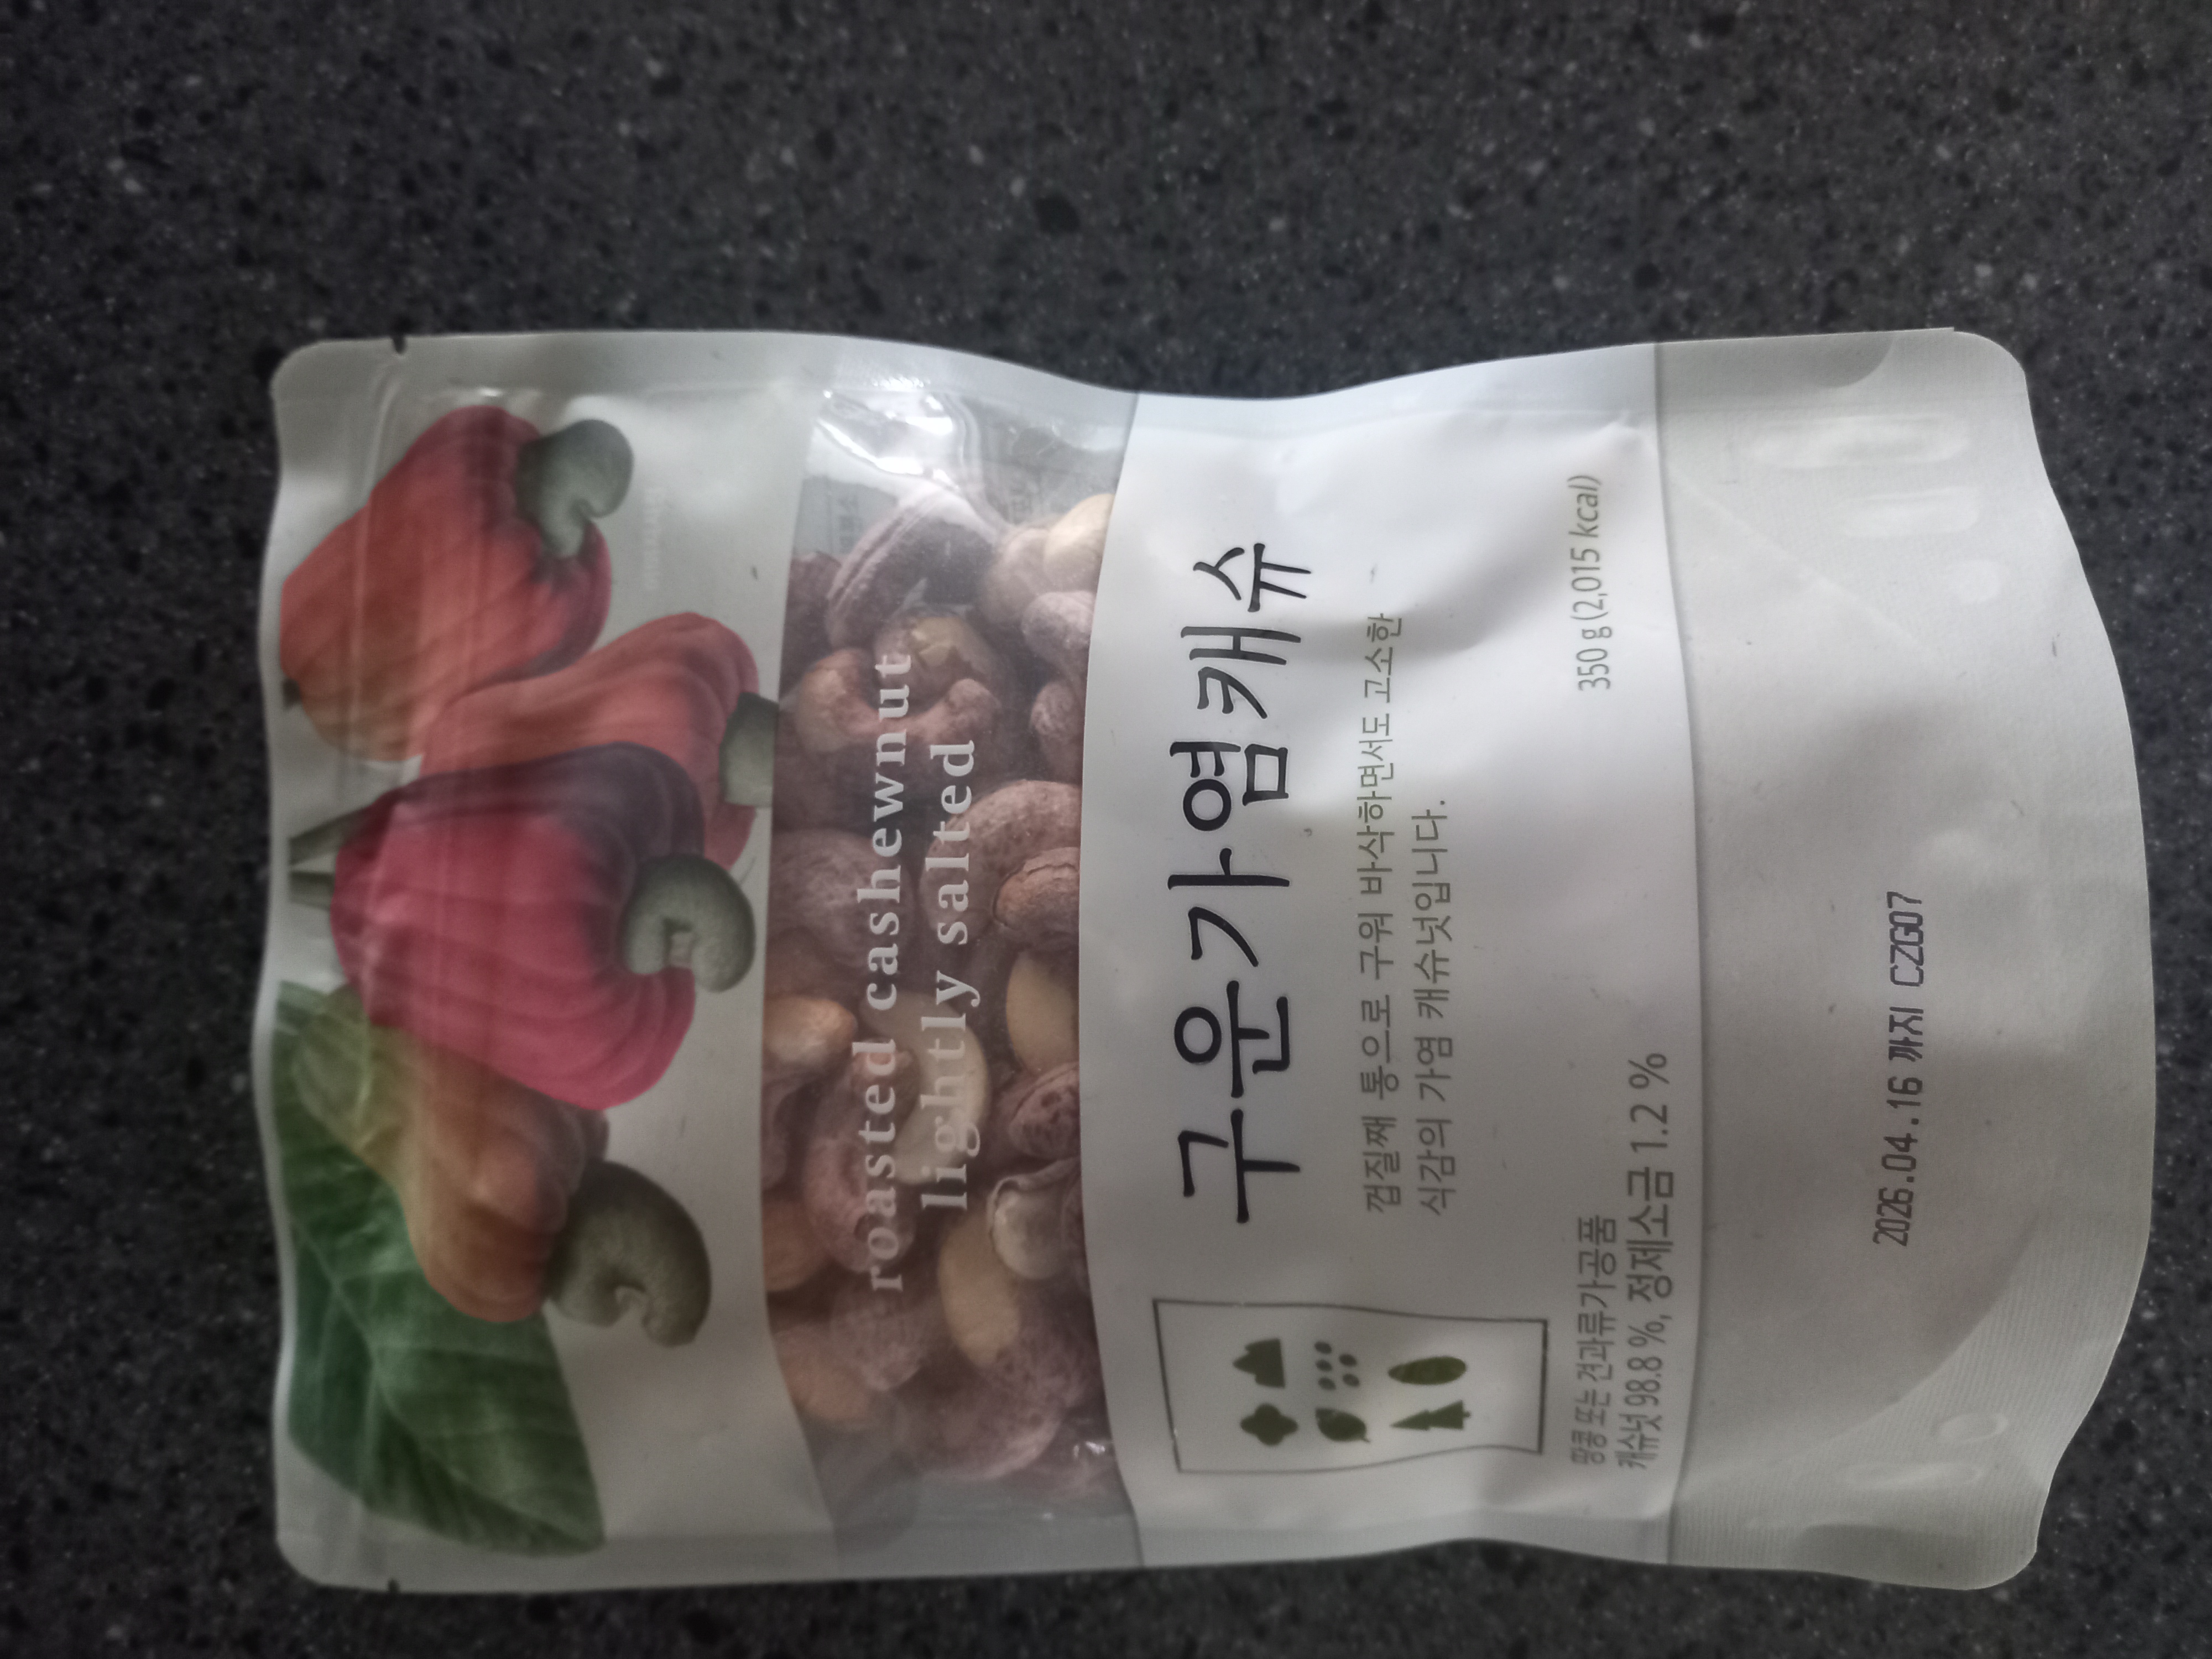 roasted cashewnut
lightly salted
구운가염캐슈
껍질째 통으로 구워 바삭하면서도 고소한
식감의 가염 캐슈넛입니다.
땅콩 또는 견과류가공품
캐슈넛 98.8 %, 정제소금 1.2 %
350 g (2,015 kcal)
2026.04.16 까지 CZG07